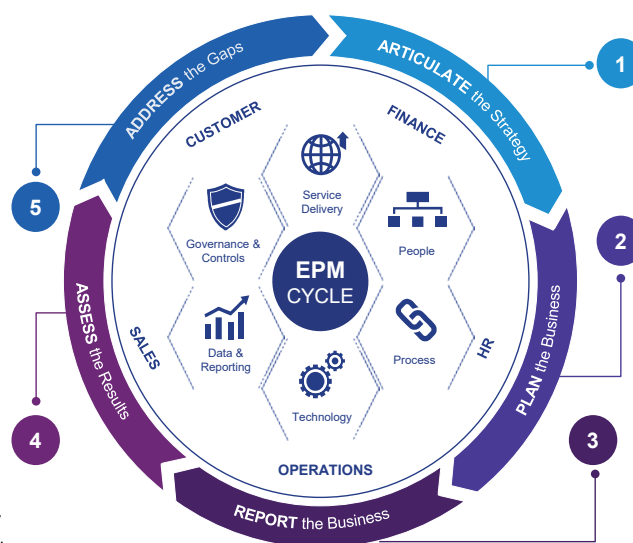 ADDRESS the Gaps
ARTICULATE the Strategy
1
CUSTOMER
FINANCE
Service
Delivery
5
Governance &
Controls
People
2
EPM
CYCLE
SALES
Data &
Reporting
Process
HR
PLAN the Business
ASSESS the Results
Technology
4
3
OPERATIONS
REPORT the Business